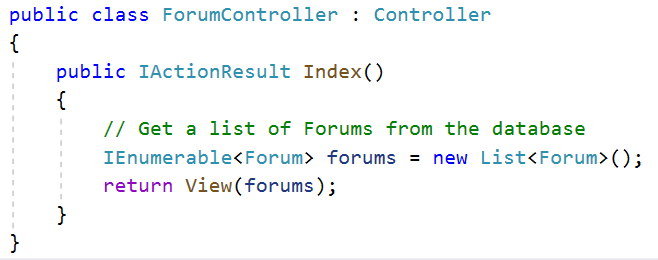 public class ForumController : Controller
{
    public IActionResult Index()
    {
        // Get a list of Forums from the database
        IEnumerable<Forum> forums = new List<Forum>();
        return View(forums);
    }
}